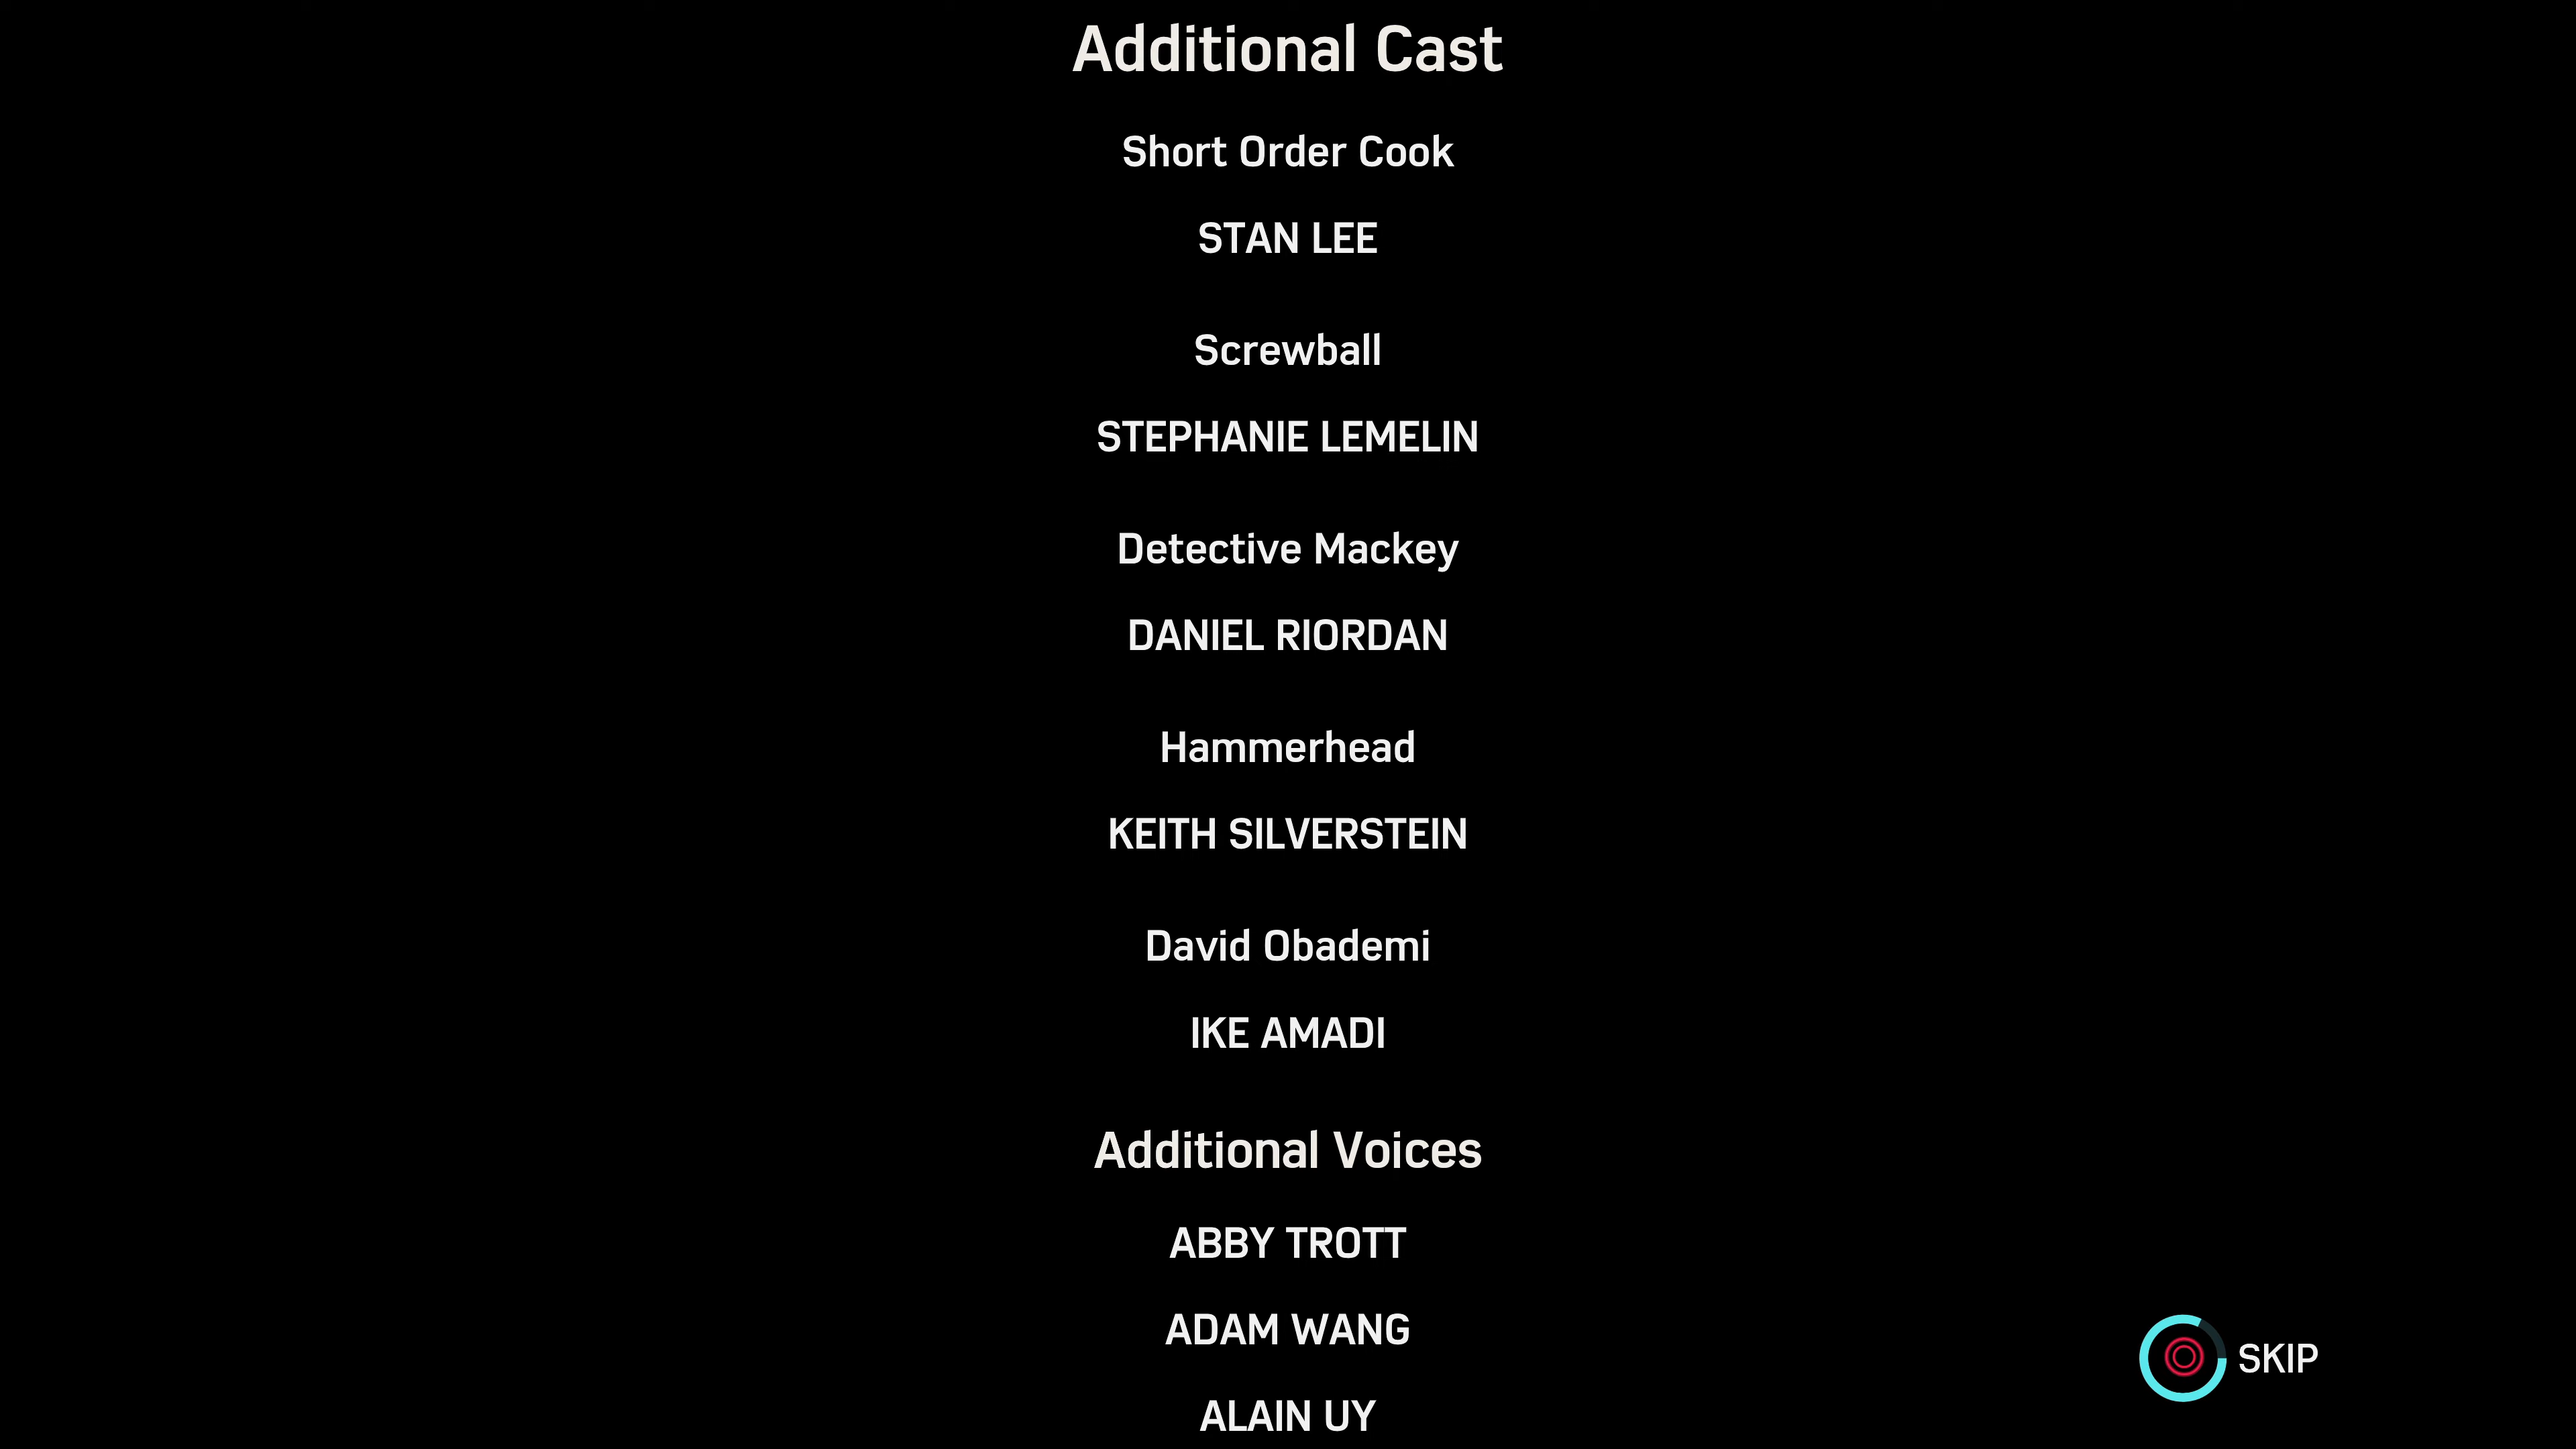 Additional Cast
Short Order Cook
STAN LEE
Screwball
STEPHANIE LEMELIN
Detective Mackey
DANIEL RIORDAN
Hammerhead
KEITH SILVERSTEIN
David Obademi
IKE AMADI
Additional Voices
ABBY TROTT
ADAM WANG
ALAIN UY
SKIP